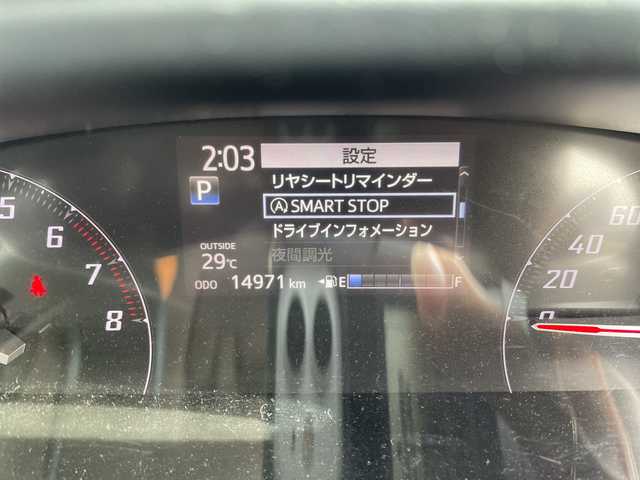 2:03
設定
P
リヤシートリマインダー
Ⓐ SMART STOP
ドライブインフォメーション
夜間調光
OUTSIDE
29℃
ODO 14971 km
E F
5
6
7
8
60
40
20
0